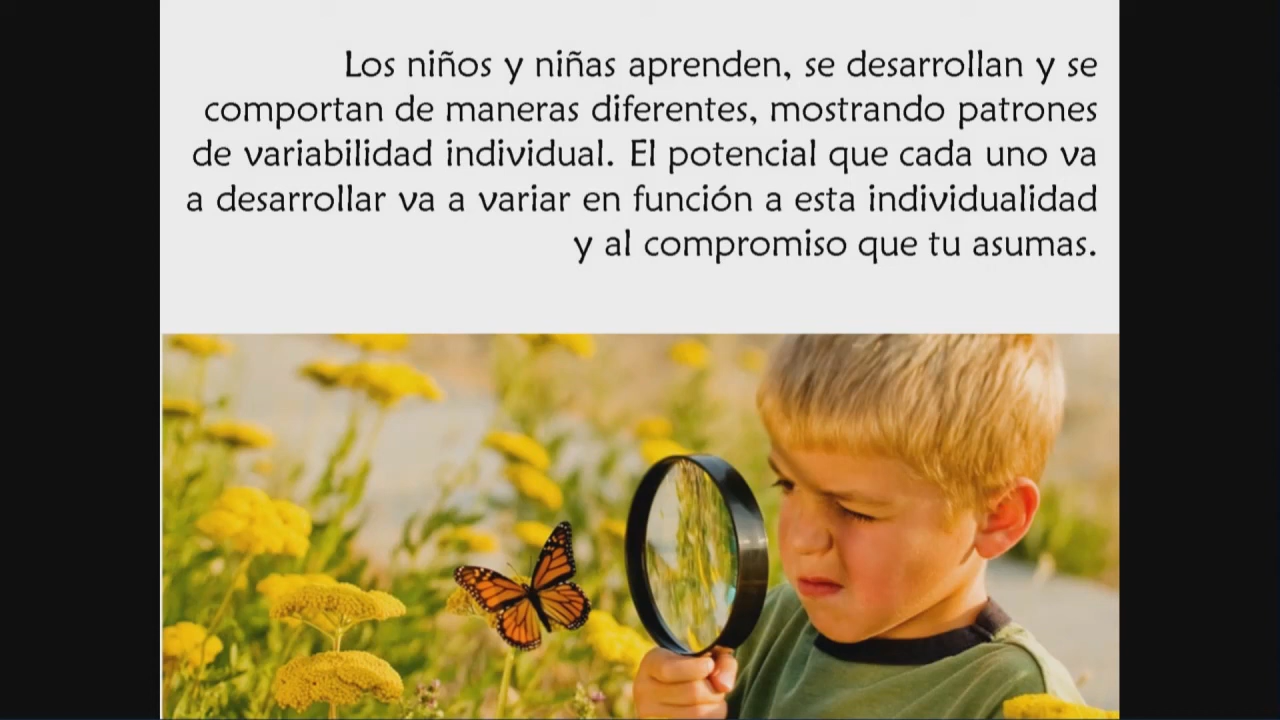 Los niños y niñas aprenden, se desarrollan y se
comportan de maneras diferentes, mostrando patrones
de variabilidad individual. El potencial que cada uno va
a desarrollar va a variar en función a esta individualidad
y al compromiso que tu asumas.